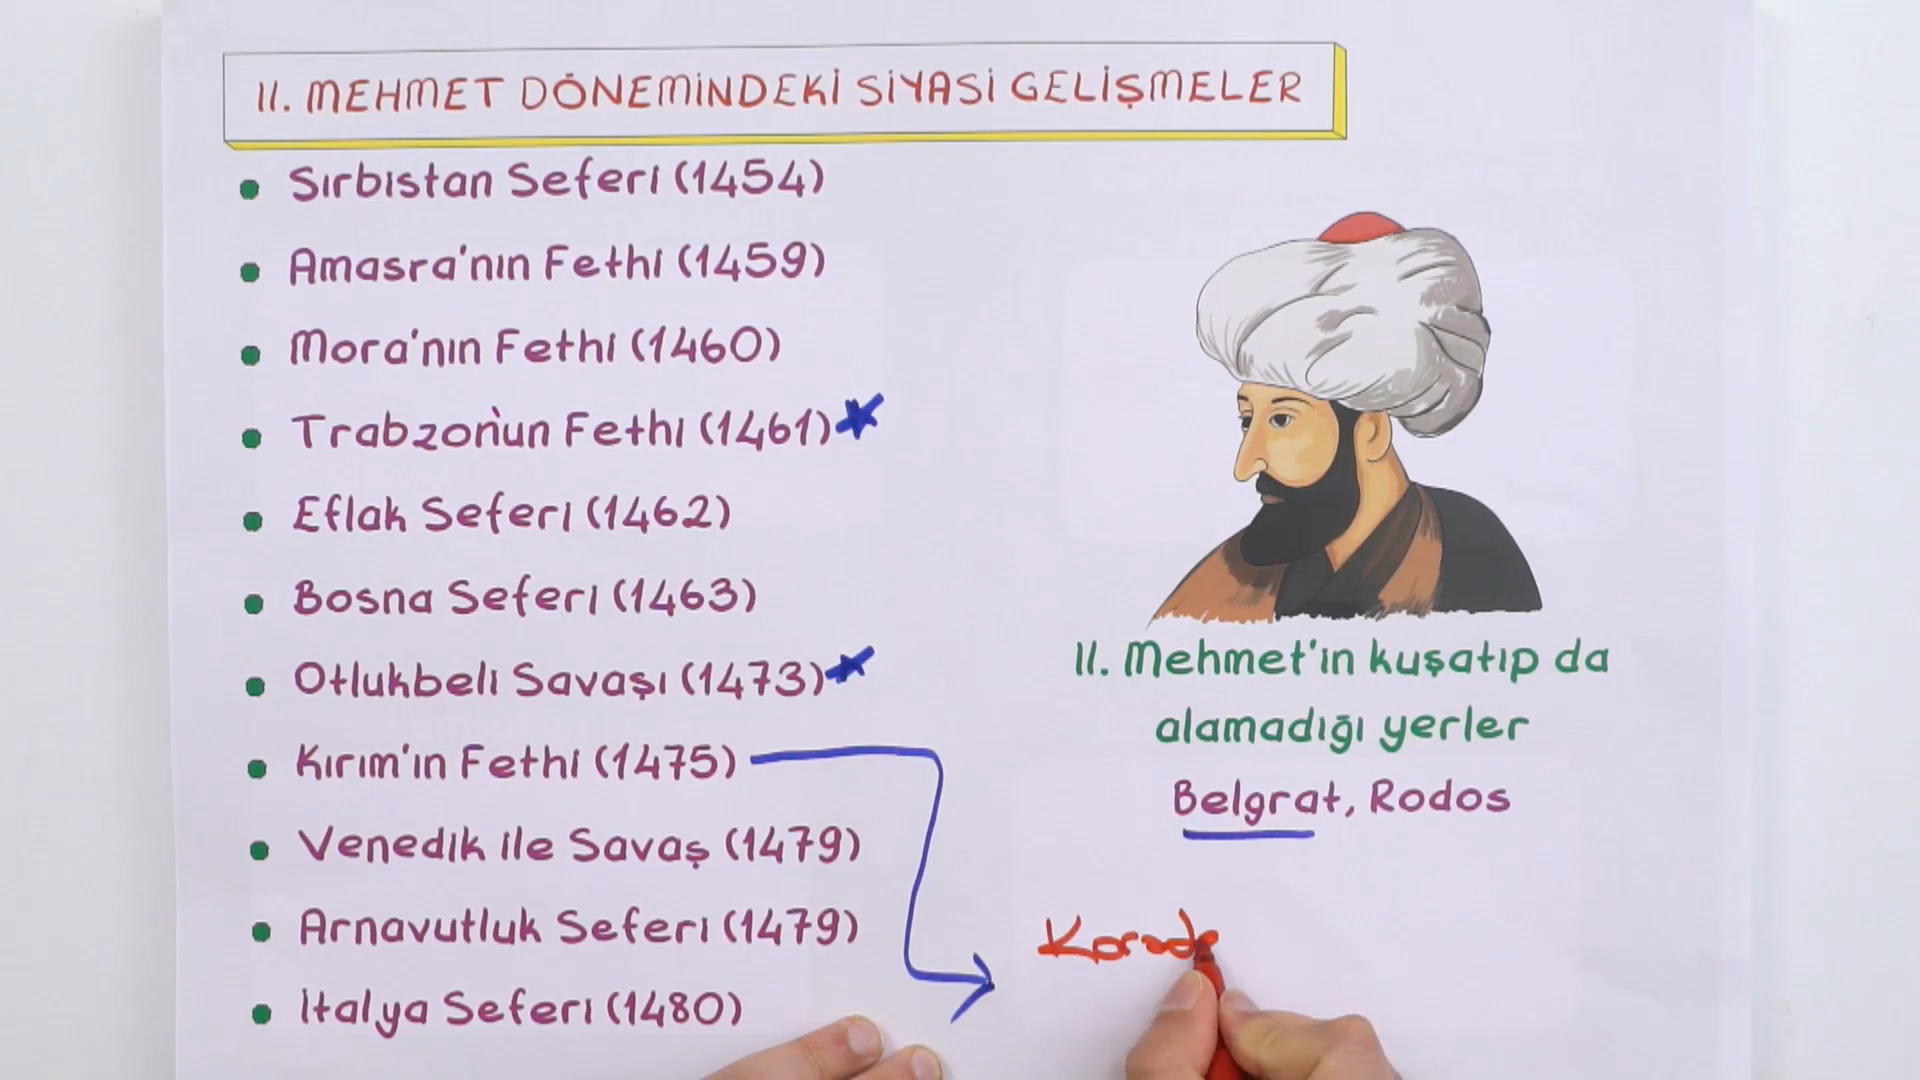 II. MEHMET DÖNEMİNDEKİ SİYASİ GELİŞMELER
Sırbistan Seferi (1454)
Amasra'nın Fethi (1459)
Mora'nın Fethi (1460)
Trabzon'un Fethi (1461)
Eflak Seferi (1462)
Bosna Seferi (1463)
Otlukbeli Savaşı (1473)
Kırım'ın Fethi (1475)
Venedik ile Savaş (1479)
Arnavutluk Seferi (1479)
İtalya Seferi (1480)
II. Mehmet'in kuşatıp da
alamadığı yerler
Belgrat, Rodos